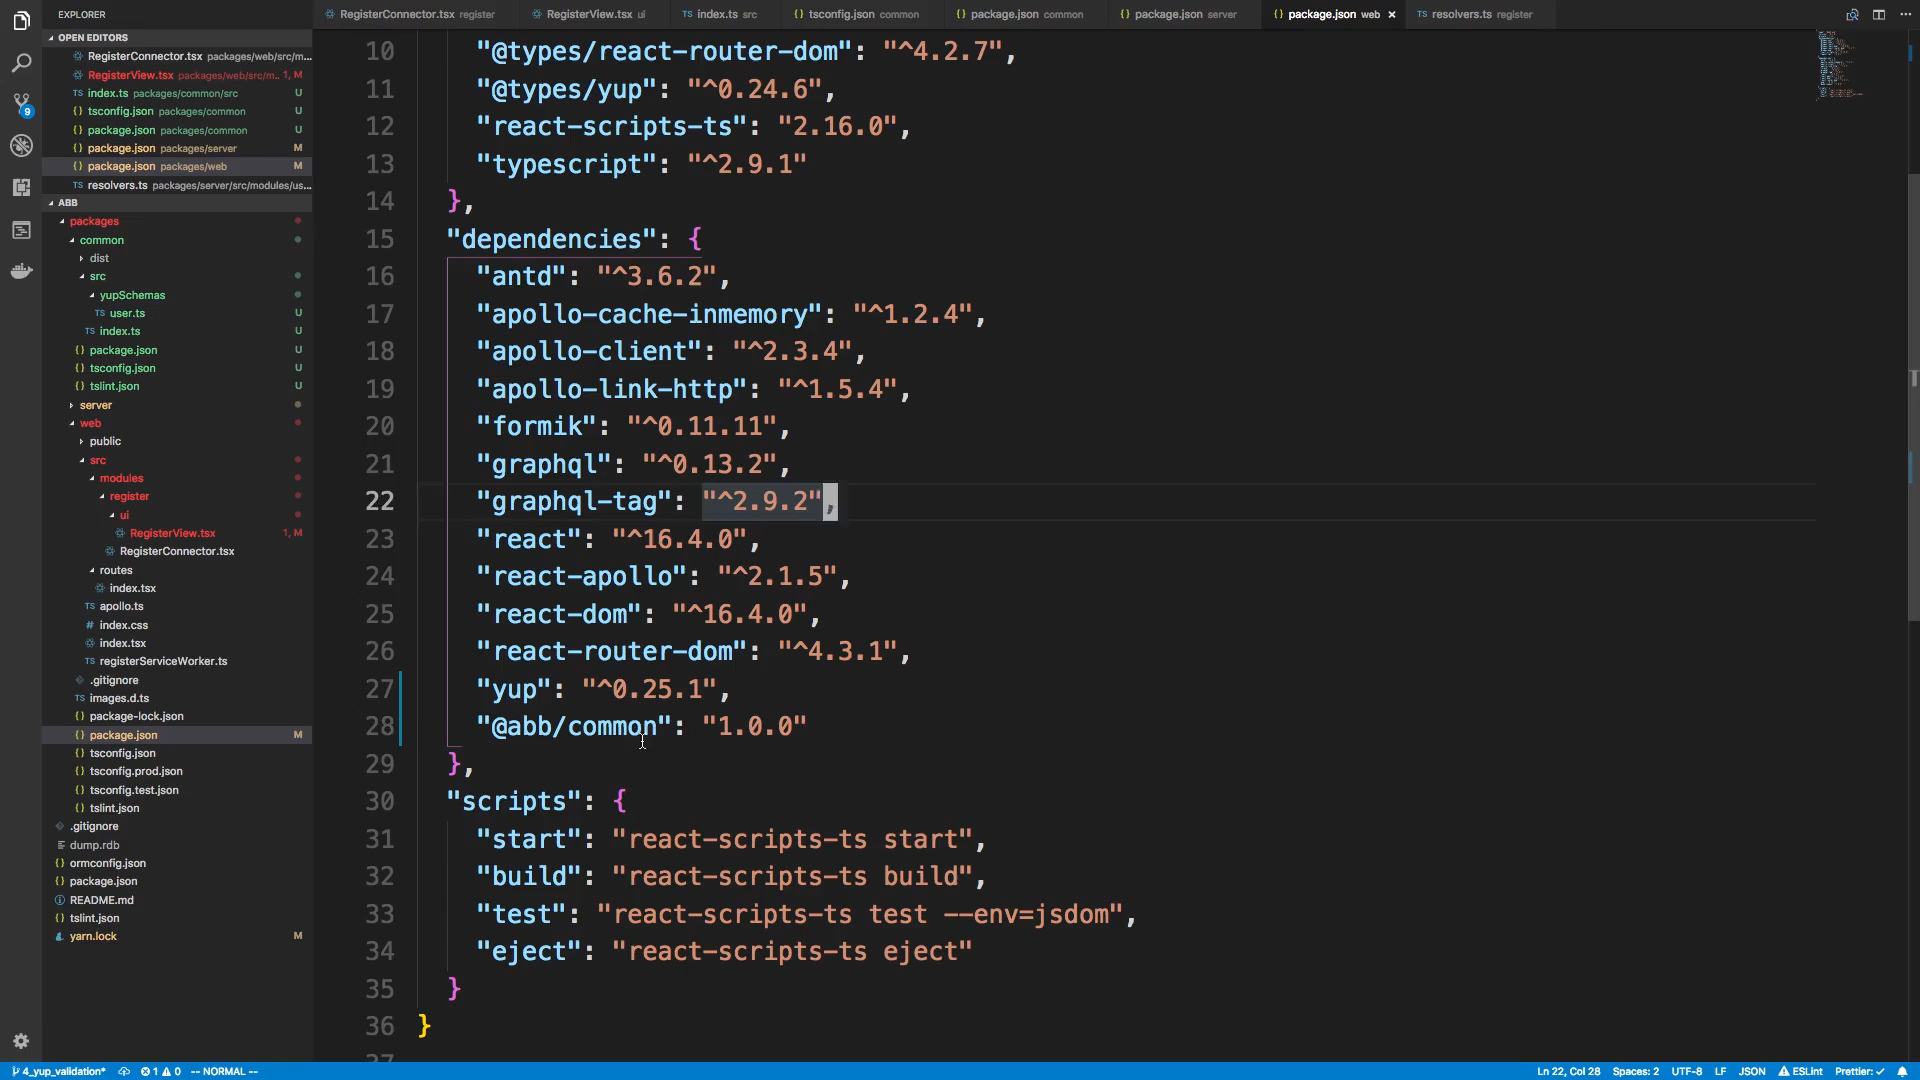 EXPLORER
OPEN EDITORS
RegisterConnector.tsx packages/web/src/m...
RegisterView.tsx packages/web/src/m... 1, M
TS index.ts packages/common/src U
{} tsconfig.json packages/common U
{} package.json packages/common U
{} package.json packages/server M
{} package.json packages/web M
TS resolvers.ts packages/server/src/modules/us...
ABB
packages
common
dist
src
yupSchemas
TS user.ts U
TS index.ts U
{} package.json U
{} tsconfig.json U
{} tslint.json U
server
web
public
src
modules
register
ui
RegisterView.tsx 1, M
RegisterConnector.tsx
routes
index.tsx
TS apollo.ts
# index.css
index.tsx
TS registerServiceWorker.ts
.gitignore
TS images.d.ts
{} package-lock.json
{} package.json M
{} tsconfig.json
{} tsconfig.prod.json
{} tsconfig.test.json
{} tslint.json
.gitignore
dump.rdb
{} ormconfig.json
{} package.json
README.md
{} tslint.json
yarn.lock M
RegisterConnector.tsx register
RegisterView.tsx ui
TS index.ts src
{} tsconfig.json common
{} package.json common
{} package.json server
{} package.json web ×
TS resolvers.ts register
10 "@types/react-router-dom": "^4.2.7",
11 "@types/yup": "^0.24.6",
12 "react-scripts-ts": "2.16.0",
13 "typescript": "^2.9.1"
14 },
15 "dependencies": {
16 "antd": "^3.6.2",
17 "apollo-cache-inmemory": "^1.2.4",
18 "apollo-client": "^2.3.4",
19 "apollo-link-http": "^1.5.4",
20 "formik": "^0.11.11",
21 "graphql": "^0.13.2",
22 "graphql-tag": "^2.9.2",
23 "react": "^16.4.0",
24 "react-apollo": "^2.1.5",
25 "react-dom": "^16.4.0",
26 "react-router-dom": "^4.3.1",
27 "yup": "^0.25.1",
28 "@abb/common": "1.0.0"
29 },
30 "scripts": {
31 "start": "react-scripts-ts start",
32 "build": "react-scripts-ts build",
33 "test": "react-scripts-ts test --env=jsdom",
34 "eject": "react-scripts-ts eject"
35 }
36 }
37
9
4_yup_validation* 1 0 -- NORMAL --
Ln 22, Col 28 Spaces: 2 UTF-8 LF JSON ESLint Prettier: ✓